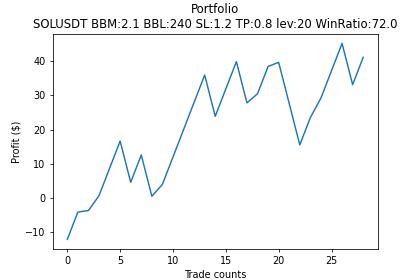 Portfolio
SOLUSDT BBM:2.1 BBL:240 SL:1.2 TP:0.8 lev:20 WinRatio:72.0
40
30
20
10
0
−10
Profit ($)
0 5 10 15 20 25
Trade counts